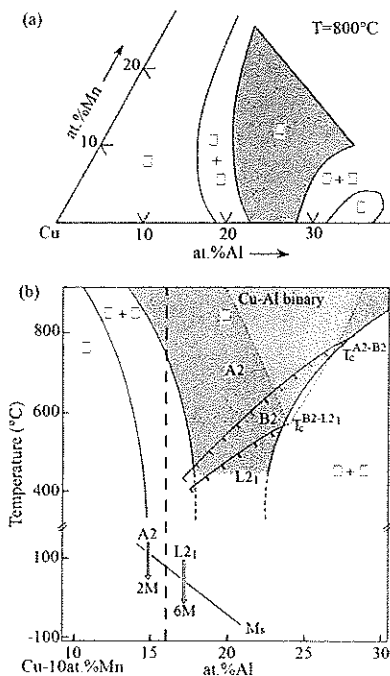 (a)
T=800°C
at.%Mn
20
10
□
□ + □
□
□ + □
□
Cu
10
20
30
at.%Al
(b)
Cu-Al binary
□ + □
□
□
800
600
400
100
-100
Temperature (°C)
A2
B2
L2₁
Tc^A2-B2
Tc^B2-L2₁
□ + □
A2
2M
L2₁
6M
Ms
10
15
20
25
30
Cu-10at.%Mn
at.%Al